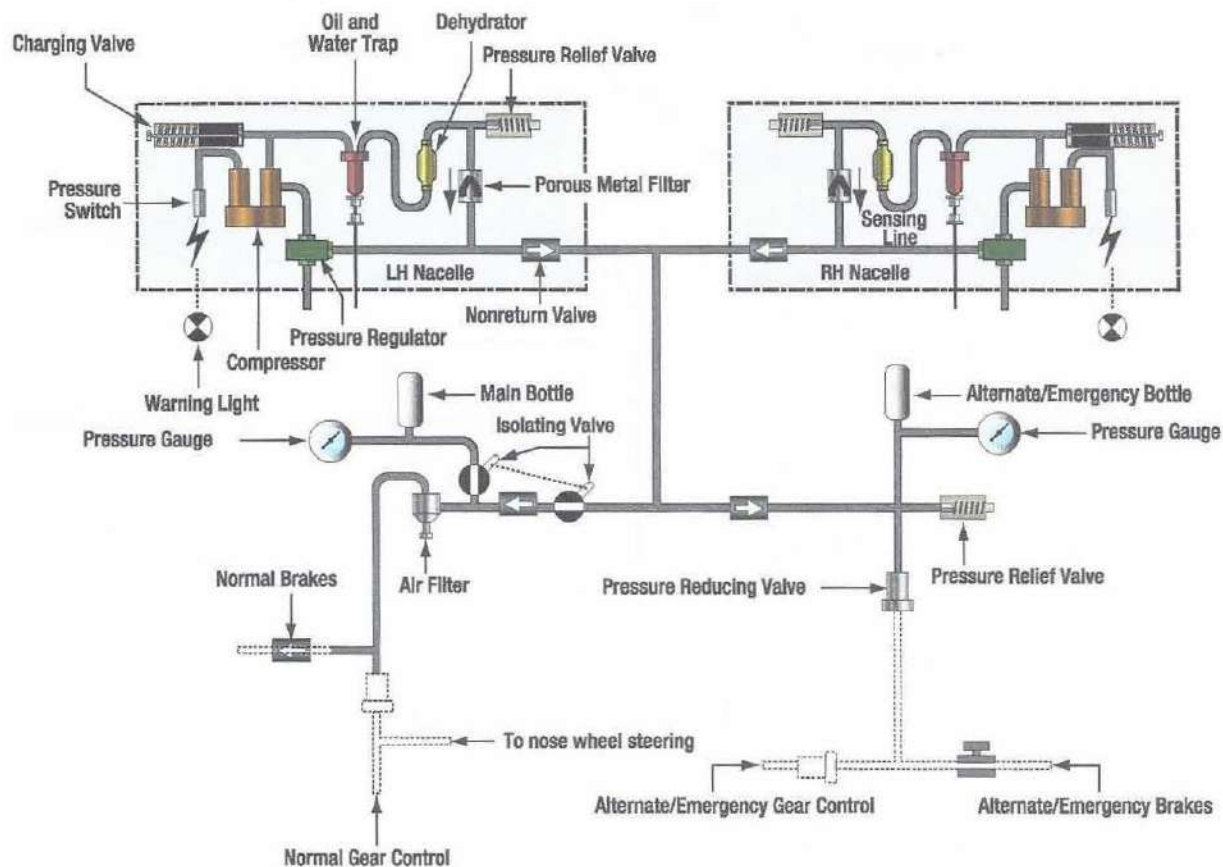 Charging Valve
Oil and
Water Trap
Dehydrator
Pressure Relief Valve
Pressure
Switch
Porous Metal Filter
Sensing
Line
LH Nacelle
RH Nacelle
Nonreturn Valve
Pressure Regulator
Compressor
Warning Light
Main Bottle
Alternate/Emergency Bottle
Isolating Valve
Pressure Gauge
Pressure Gauge
Normal Brakes
Air Filter
Pressure Reducing Valve
Pressure Relief Valve
To nose wheel steering
Alternate/Emergency Gear Control
Alternate/Emergency Brakes
Normal Gear Control